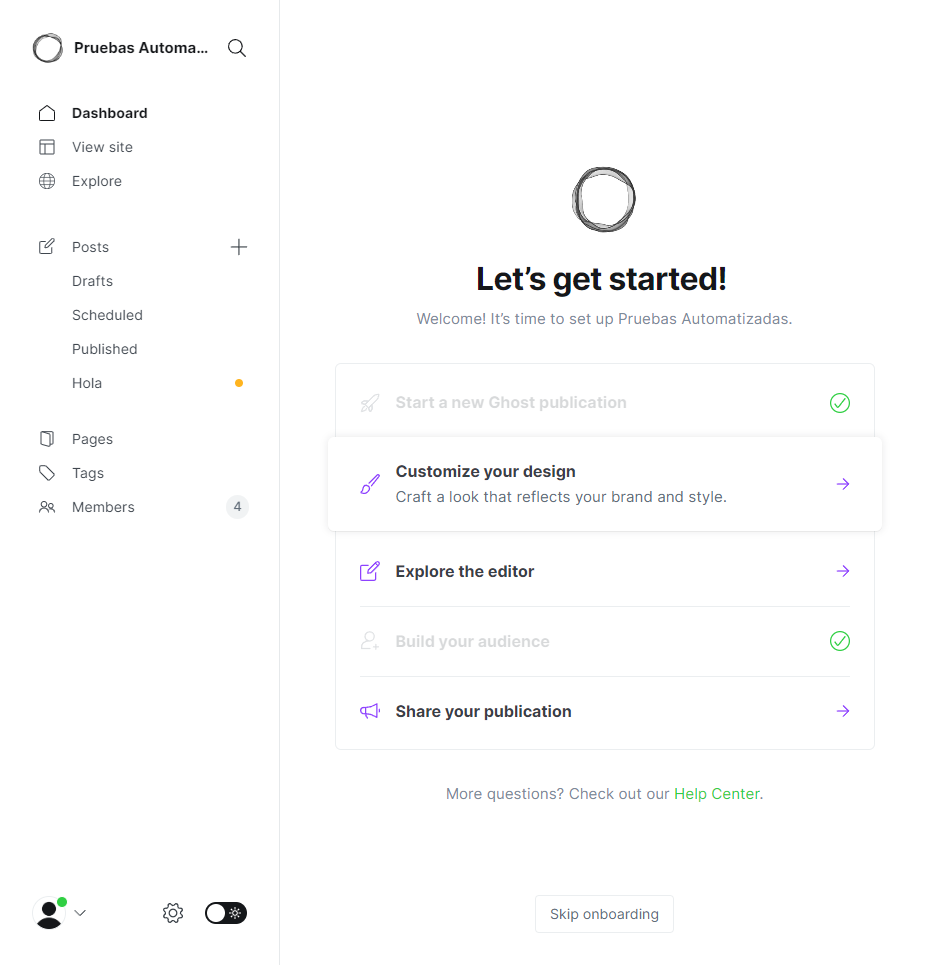 Pruebas Automa...
Dashboard
View site
Explore
Posts
Drafts
Scheduled
Published
Hola
Pages
Tags
Members
4
Let's get started!
Welcome! It's time to set up Pruebas Automatizadas.
Start a new Ghost publication
Customize your design
Craft a look that reflects your brand and style.
Explore the editor
Build your audience
Share your publication
More questions? Check out our Help Center.
Skip onboarding